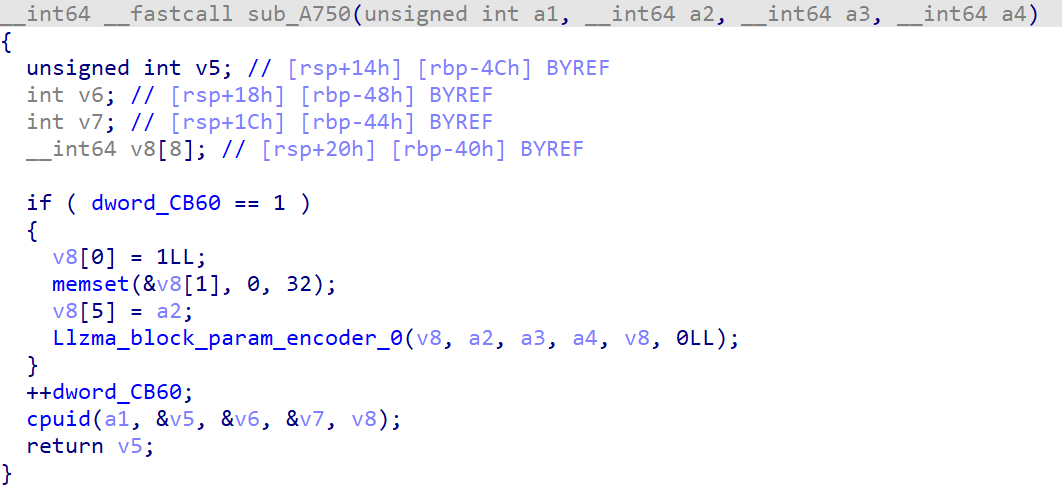 __int64 __fastcall sub_A750(unsigned int a1, __int64 a2, __int64 a3, __int64 a4)
{
  unsigned int v5; // [rsp+14h] [rbp-4Ch] BYREF
  int v6; // [rsp+18h] [rbp-48h] BYREF
  int v7; // [rsp+1Ch] [rbp-44h] BYREF
  __int64 v8[8]; // [rsp+20h] [rbp-40h] BYREF

  if ( dword_CB60 == 1 )
  {
    v8[0] = 1LL;
    memset(&v8[1], 0, 32);
    v8[5] = a2;
    Llzma_block_param_encoder_0(v8, a2, a3, a4, v8, 0LL);
  }
  ++dword_CB60;
  cpuid(a1, &v5, &v6, &v7, v8);
  return v5;
}